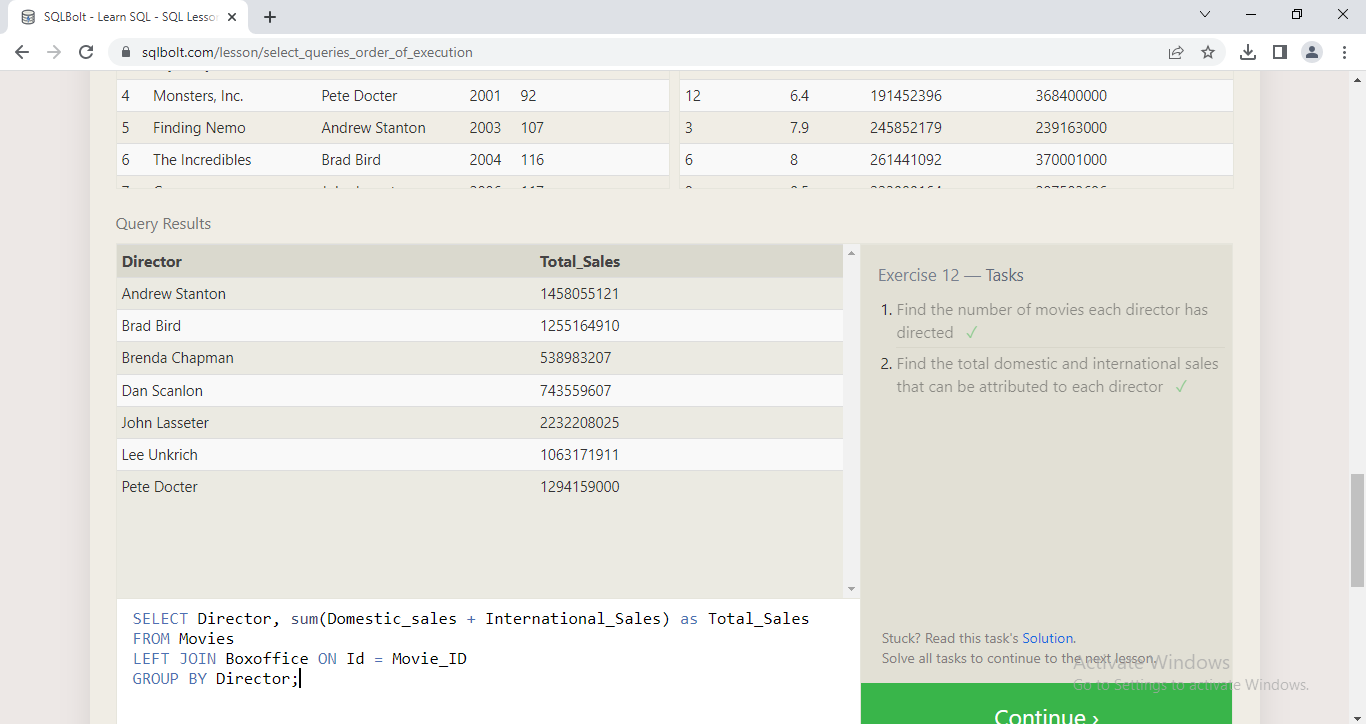 SQLBolt - Learn SQL - SQL Lesso
sqlbolt.com/lesson/select_queries_order_of_execution
4 Monsters, Inc. Pete Docter 2001 92
5 Finding Nemo Andrew Stanton 2003 107
6 The Incredibles Brad Bird 2004 116
12 6.4 191452396 368400000
3 7.9 245852179 239163000
6 8 261441092 370001000
Query Results
Director Total_Sales
Andrew Stanton 1458055121
Brad Bird 1255164910
Brenda Chapman 538983207
Dan Scanlon 743559607
John Lasseter 2232208025
Lee Unkrich 1063171911
Pete Docter 1294159000
Exercise 12 — Tasks
1. Find the number of movies each director has
directed ✓
2. Find the total domestic and international sales
that can be attributed to each director ✓
SELECT Director, sum(Domestic_sales + International_Sales) as Total_Sales
FROM Movies
LEFT JOIN Boxoffice ON Id = Movie_ID
GROUP BY Director;
Stuck? Read this task's Solution.
Solve all tasks to continue to the next lesson.
Activate Windows
Go to Settings to activate Windows.
Continue ›